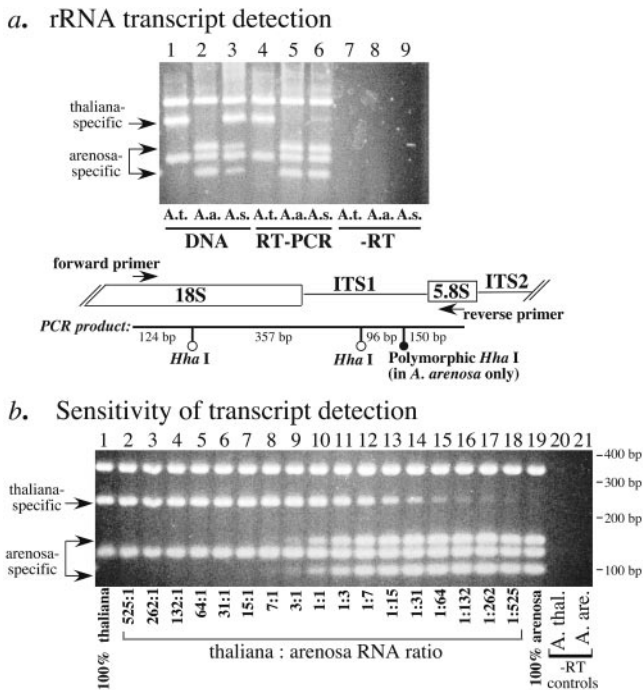 a. rRNA transcript detection
1 2 3 4 5 6 7 8 9
thaliana-
specific
arenosa-
specific
A.t. A.a. A.s. A.t. A.a. A.s. A.t. A.a. A.s.
DNA RT-PCR -RT
forward primer
18S ITS1 5.8S ITS2
reverse primer
PCR product:
124 bp 357 bp 96 bp 150 bp
Hha I Hha I Polymorphic Hha I
(in A. arenosa only)
b. Sensitivity of transcript detection
1 2 3 4 5 6 7 8 9 10 11 12 13 14 15 16 17 18 19 20 21
400 bp
300 bp
thaliana-
specific
200 bp
arenosa-
specific
100 bp
100% thaliana 525:1 262:1 132:1 64:1 31:1 15:1 7:1 3:1 1:1 1:3 1:7 1:15 1:31 1:64 1:132 1:262 1:525 100% arenosa A. thal. A. are.
thaliana : arenosa RNA ratio
-RT
controls